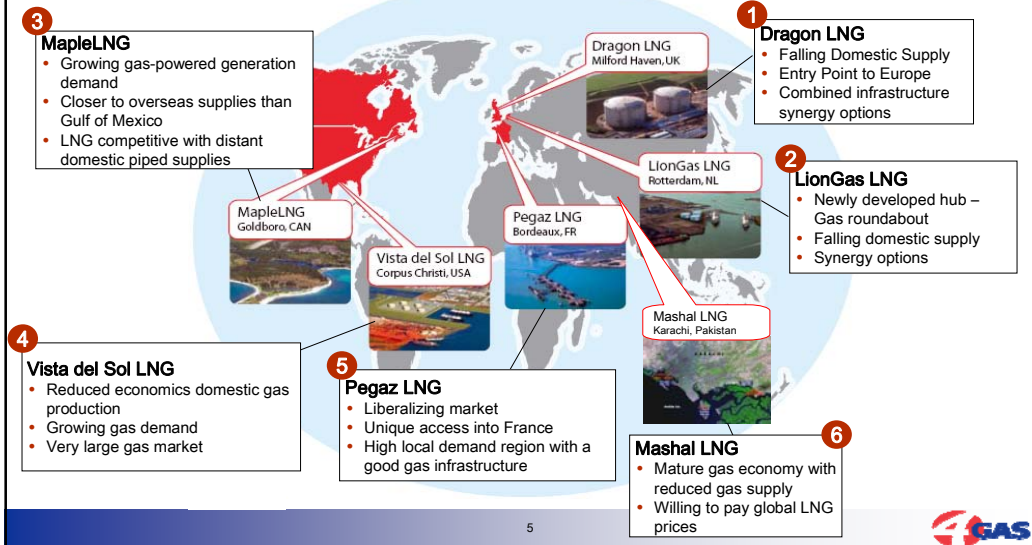 3
MapleLNG
• Growing gas-powered generation
demand
• Closer to overseas supplies than
Gulf of Mexico
• LNG competitive with distant
domestic piped supplies
1
Dragon LNG
• Falling Domestic Supply
• Entry Point to Europe
• Combined infrastructure
synergy options
Dragon LNG
Milford Haven, UK
2
LionGas LNG
• Newly developed hub –
Gas roundabout
• Falling domestic supply
• Synergy options
LionGas LNG
Rotterdam, NL
MapleLNG
Goldboro, CAN
Pegaz LNG
Bordeaux, FR
Vista del Sol LNG
Corpus Christi, USA
Mashal LNG
Karachi, Pakistan
KARACHI
4
Vista del Sol LNG
• Reduced economics domestic gas
production
• Growing gas demand
• Very large gas market
5
Pegaz LNG
• Liberalizing market
• Unique access into France
• High local demand region with a
good gas infrastructure
6
Mashal LNG
• Mature gas economy with
reduced gas supply
• Willing to pay global LNG
prices
5
4GAS